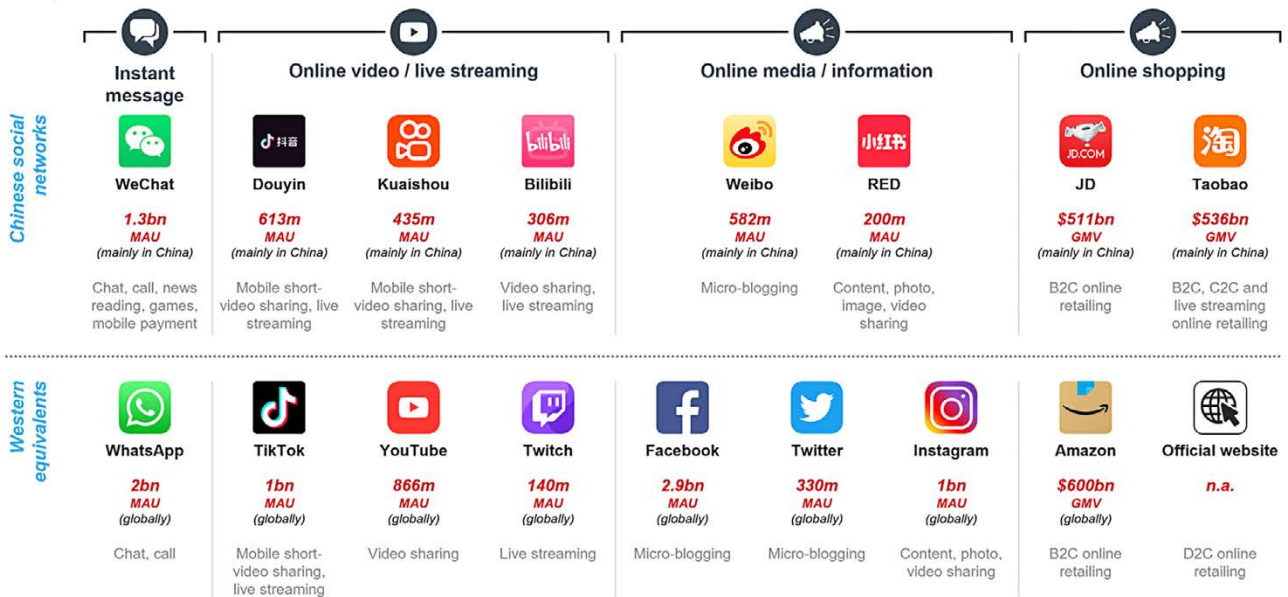 Instant
message
Online video / live streaming
Online media / information
Online shopping
Chinese social
networks
抖音
bilibili
小红书
JD.COM
淘
WeChat
Douyin
Kuaishou
Bilibili
Weibo
RED
JD
Taobao
1.3bn
MAU
(mainly in China)
613m
MAU
(mainly in China)
435m
MAU
(mainly in China)
306m
MAU
(mainly in China)
582m
MAU
(mainly in China)
200m
MAU
(mainly in China)
$511bn
GMV
(mainly in China)
$536bn
GMV
(mainly in China)
Chat, call, news
reading, games,
mobile payment
Mobile short-
video sharing, live
streaming
Mobile short-
video sharing, live
streaming
Video sharing,
live streaming
Micro-blogging
Content, photo,
image, video
sharing
B2C online
retailing
B2C, C2C and
live streaming
online retailing
Western
equivalents
WhatsApp
TikTok
YouTube
Twitch
Facebook
Twitter
Instagram
Amazon
Official website
2bn
MAU
(globally)
1bn
MAU
(globally)
866m
MAU
(globally)
140m
MAU
(globally)
2.9bn
MAU
(globally)
330m
MAU
(globally)
1bn
MAU
(globally)
$600bn
GMV
(globally)
n.a.
Chat, call
Mobile short-
video sharing,
live streaming
Video sharing
Live streaming
Micro-blogging
Micro-blogging
Content, photo,
video sharing
B2C online
retailing
D2C online
retailing